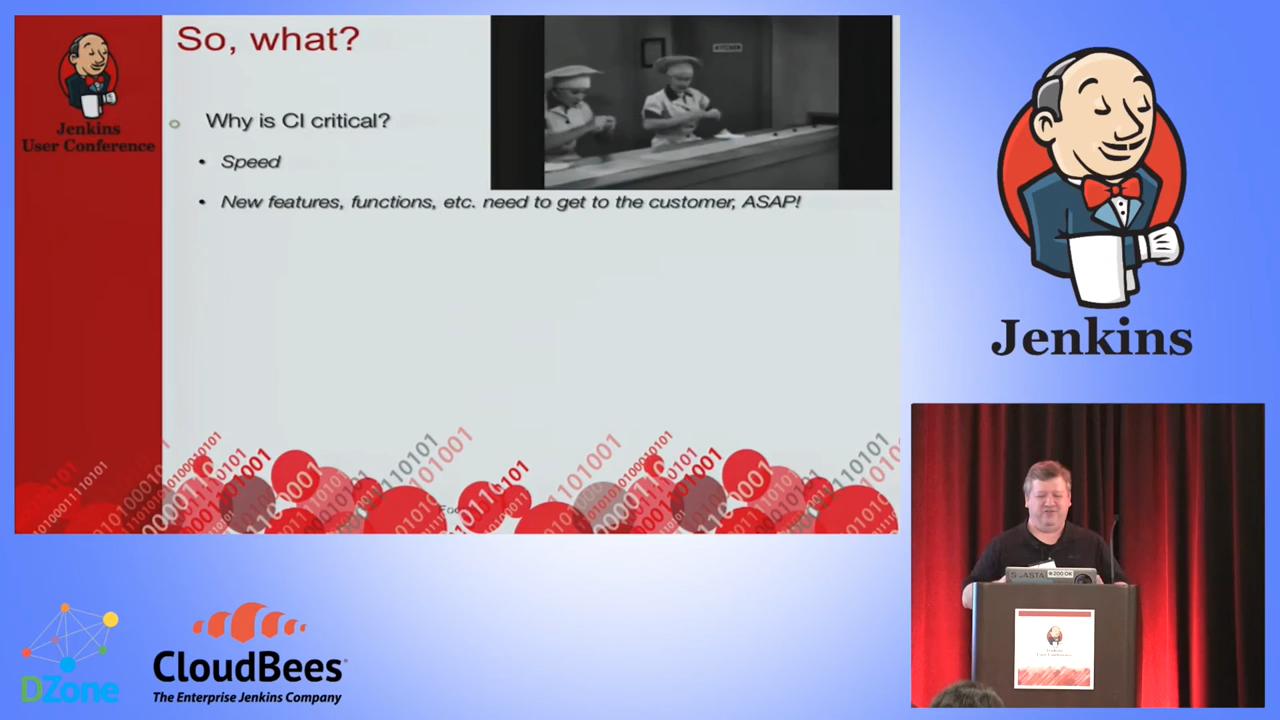 So, what?
KITCHEN
Jenkins
User Conference
Why is CI critical?
Speed
New features, functions, etc. need to get to the customer, ASAP!
Jenkins
DZone
CloudBees
The Enterprise Jenkins Company